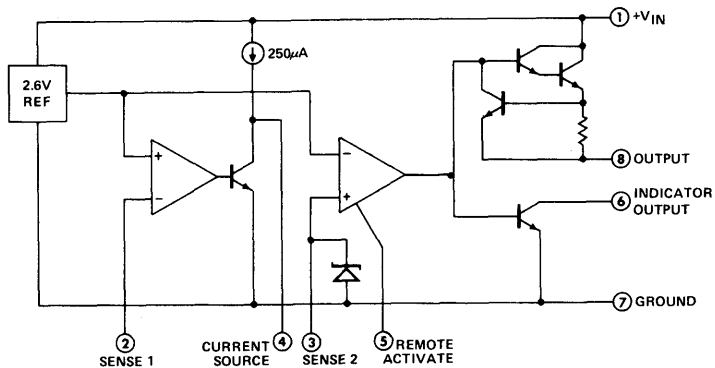 ① +VIN
250μA
2.6V
REF
+
−
−
+
⑧ OUTPUT
⑥ INDICATOR
OUTPUT
⑦ GROUND
②
SENSE 1
CURRENT ④
SOURCE
③
SENSE 2
⑤ REMOTE
ACTIVATE